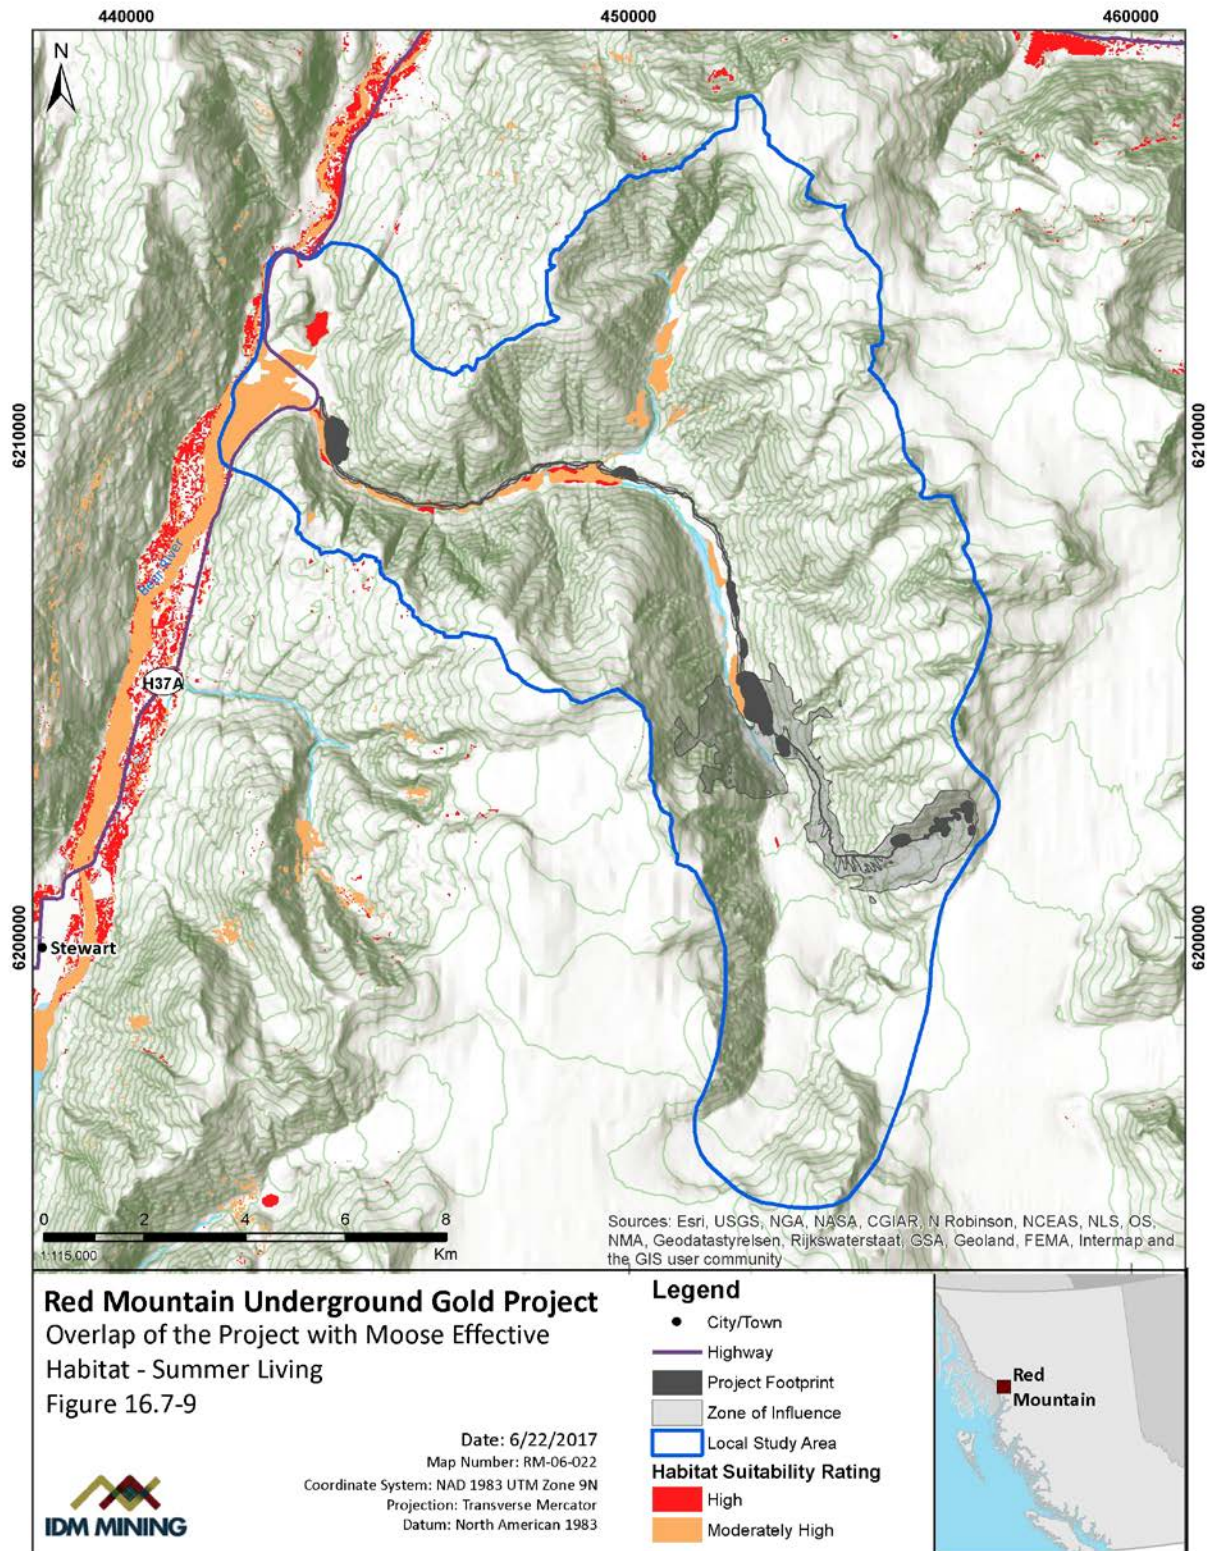 440000 450000 460000
N
6210000 6210000
Bear River
H37A
6200000 6200000
Stewart
0 2 4 6 8
Km
1:115,000
Sources: Esri, USGS, NGA, NASA, CGIAR, N Robinson, NCEAS, NLS, OS,
NMA, Geodatastyrelsen, Rijkswaterstaat, GSA, Geoland, FEMA, Intermap and
the GIS user community
Red Mountain Underground Gold Project
Overlap of the Project with Moose Effective
Habitat - Summer Living
Figure 16.7-9
Date: 6/22/2017
Map Number: RM-06-022
Coordinate System: NAD 1983 UTM Zone 9N
Projection: Transverse Mercator
Datum: North American 1983
IDM MINING
Legend
City/Town
Highway
Project Footprint
Zone of Influence
Local Study Area
Habitat Suitability Rating
High
Moderately High
Red
Mountain